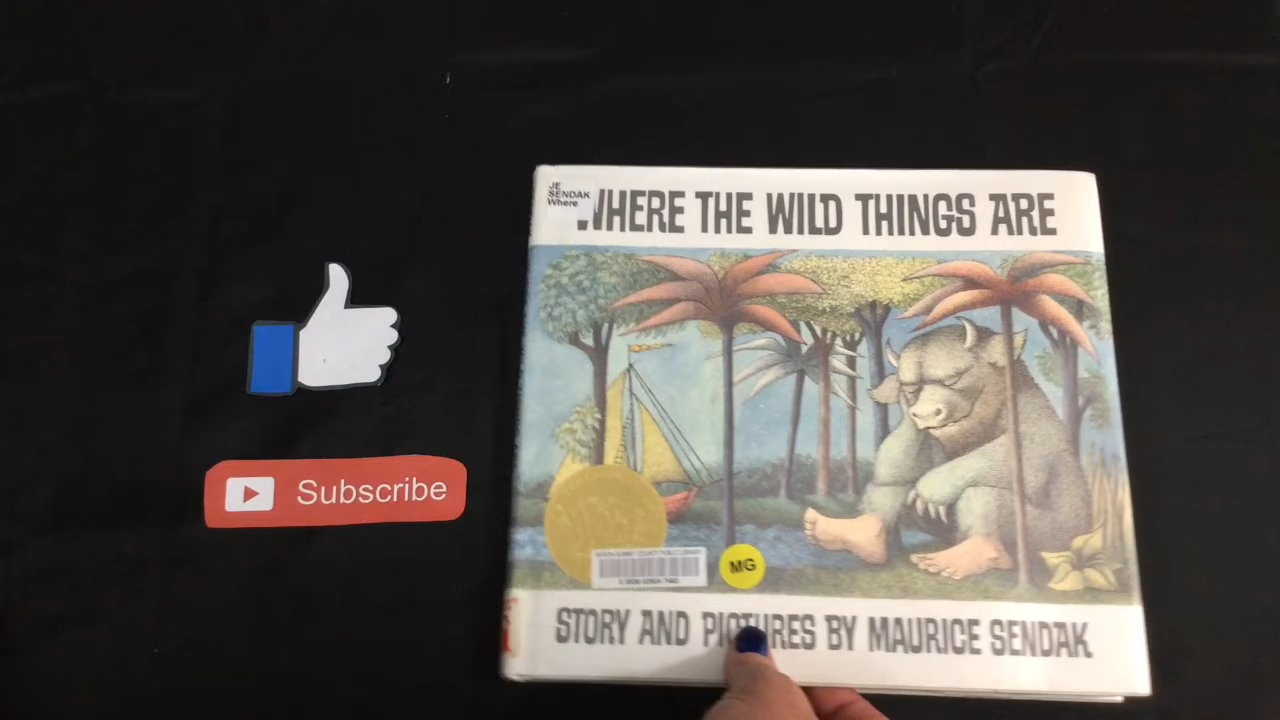 JE
SENDAK
Where
WHERE THE WILD THINGS ARE
Subscribe
MG
STORY AND PICTURES BY MAURICE SENDAK